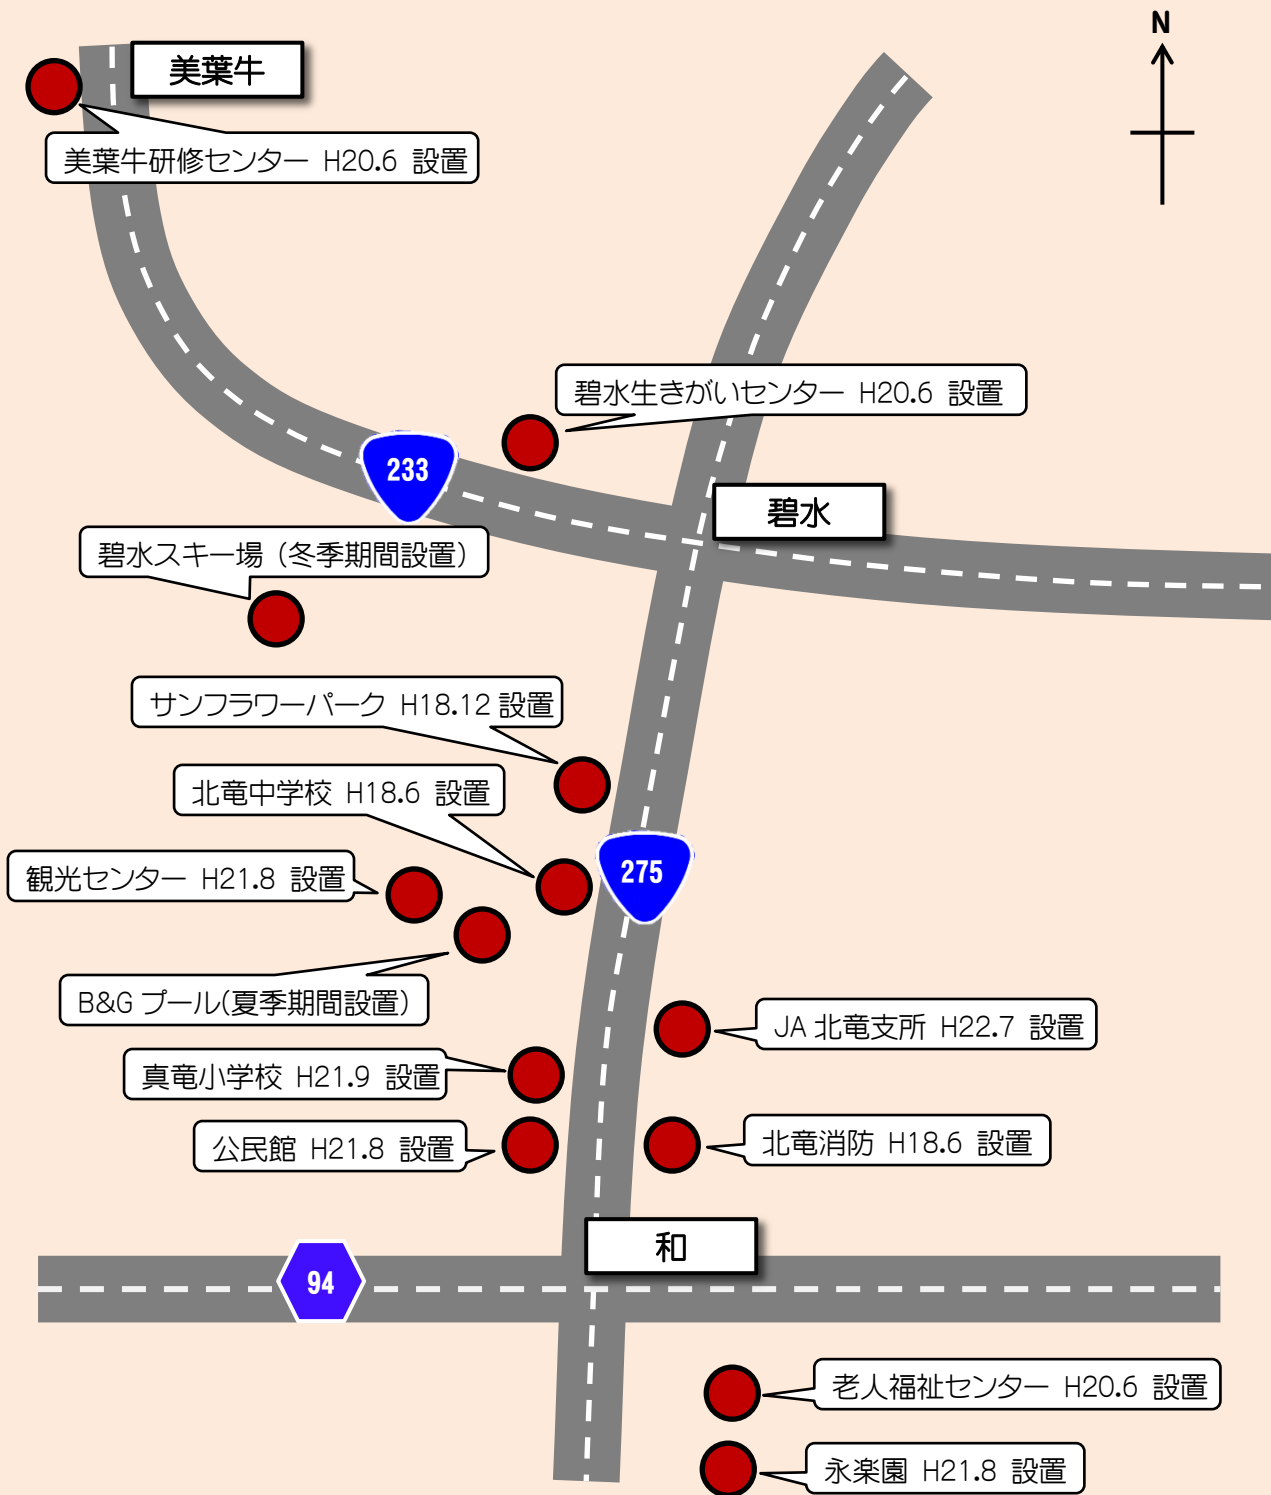 N
美葉牛
美葉牛研修センター H20.6 設置
碧水生きがいセンター H20.6 設置
233
碧水
碧水スキー場（冬季期間設置）
サンフラワーパーク H18.12 設置
北竜中学校 H18.6 設置
275
観光センター H21.8 設置
B&G プール(夏季期間設置）
JA 北竜支所 H22.7 設置
真竜小学校 H21.9 設置
公民館 H21.8 設置
北竜消防 H18.6 設置
和
94
老人福祉センター H20.6 設置
永楽園 H21.8 設置